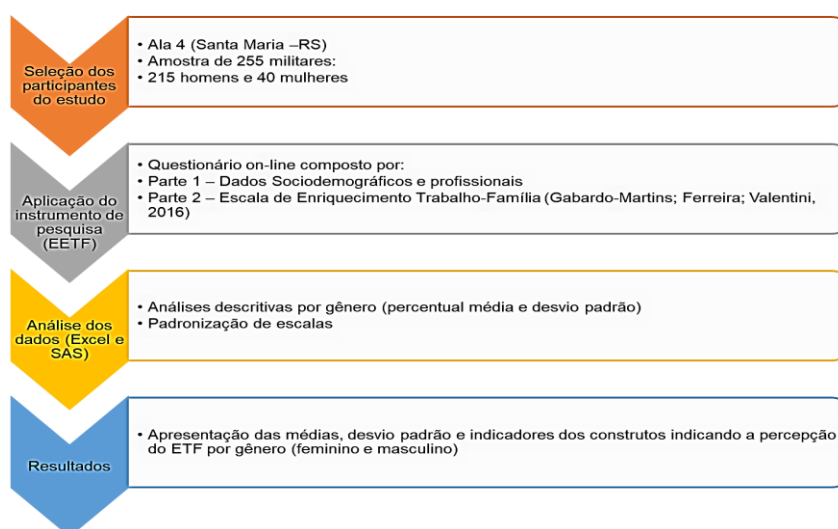 Seleção dos
participantes
do estudo
• Ala 4 (Santa Maria –RS)
• Amostra de 255 militares:
• 215 homens e 40 mulheres
Aplicação do
instrumento de
pesquisa
(EETF)
• Questionário on-line composto por:
• Parte 1 – Dados Sociodemográficos e profissionais
• Parte 2 – Escala de Enriquecimento Trabalho-Família (Gabardo-Martins; Ferreira; Valentini,
2016)
Análise dos
dados (Excel e
SAS)
• Análises descritivas por gênero (percentual média e desvio padrão)
• Padronização de escalas
Resultados
• Apresentação das médias, desvio padrão e indicadores dos construtos indicando a percepção
do ETF por gênero (feminino e masculino)